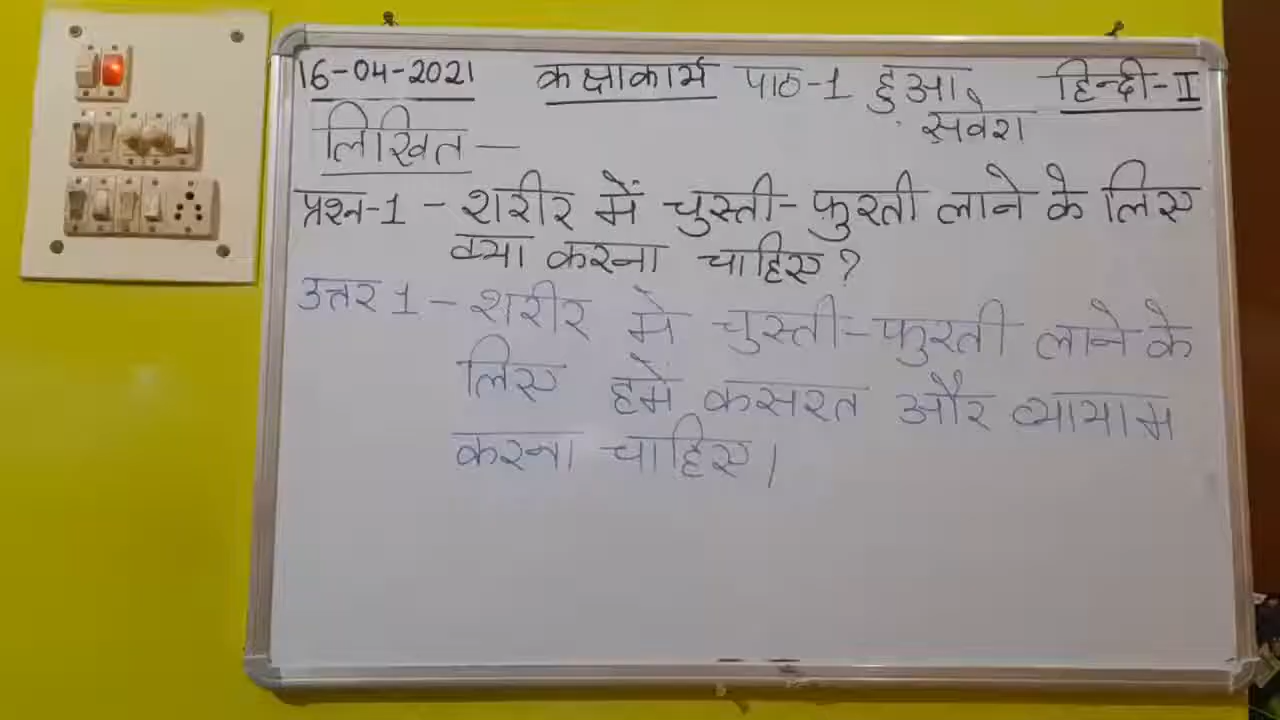 16-04-2021 कक्षाकार्य पाठ-1 हुआ सवेरा हिन्दी-II
लिखित —
प्रश्न-1 - शरीर में चुस्ती-फुरती लाने के लिए
क्या करना चाहिए ?
उत्तर 1 - शरीर में चुस्ती-फुरती लाने के
लिए हमें कसरत और व्यायाम
करना चाहिए।